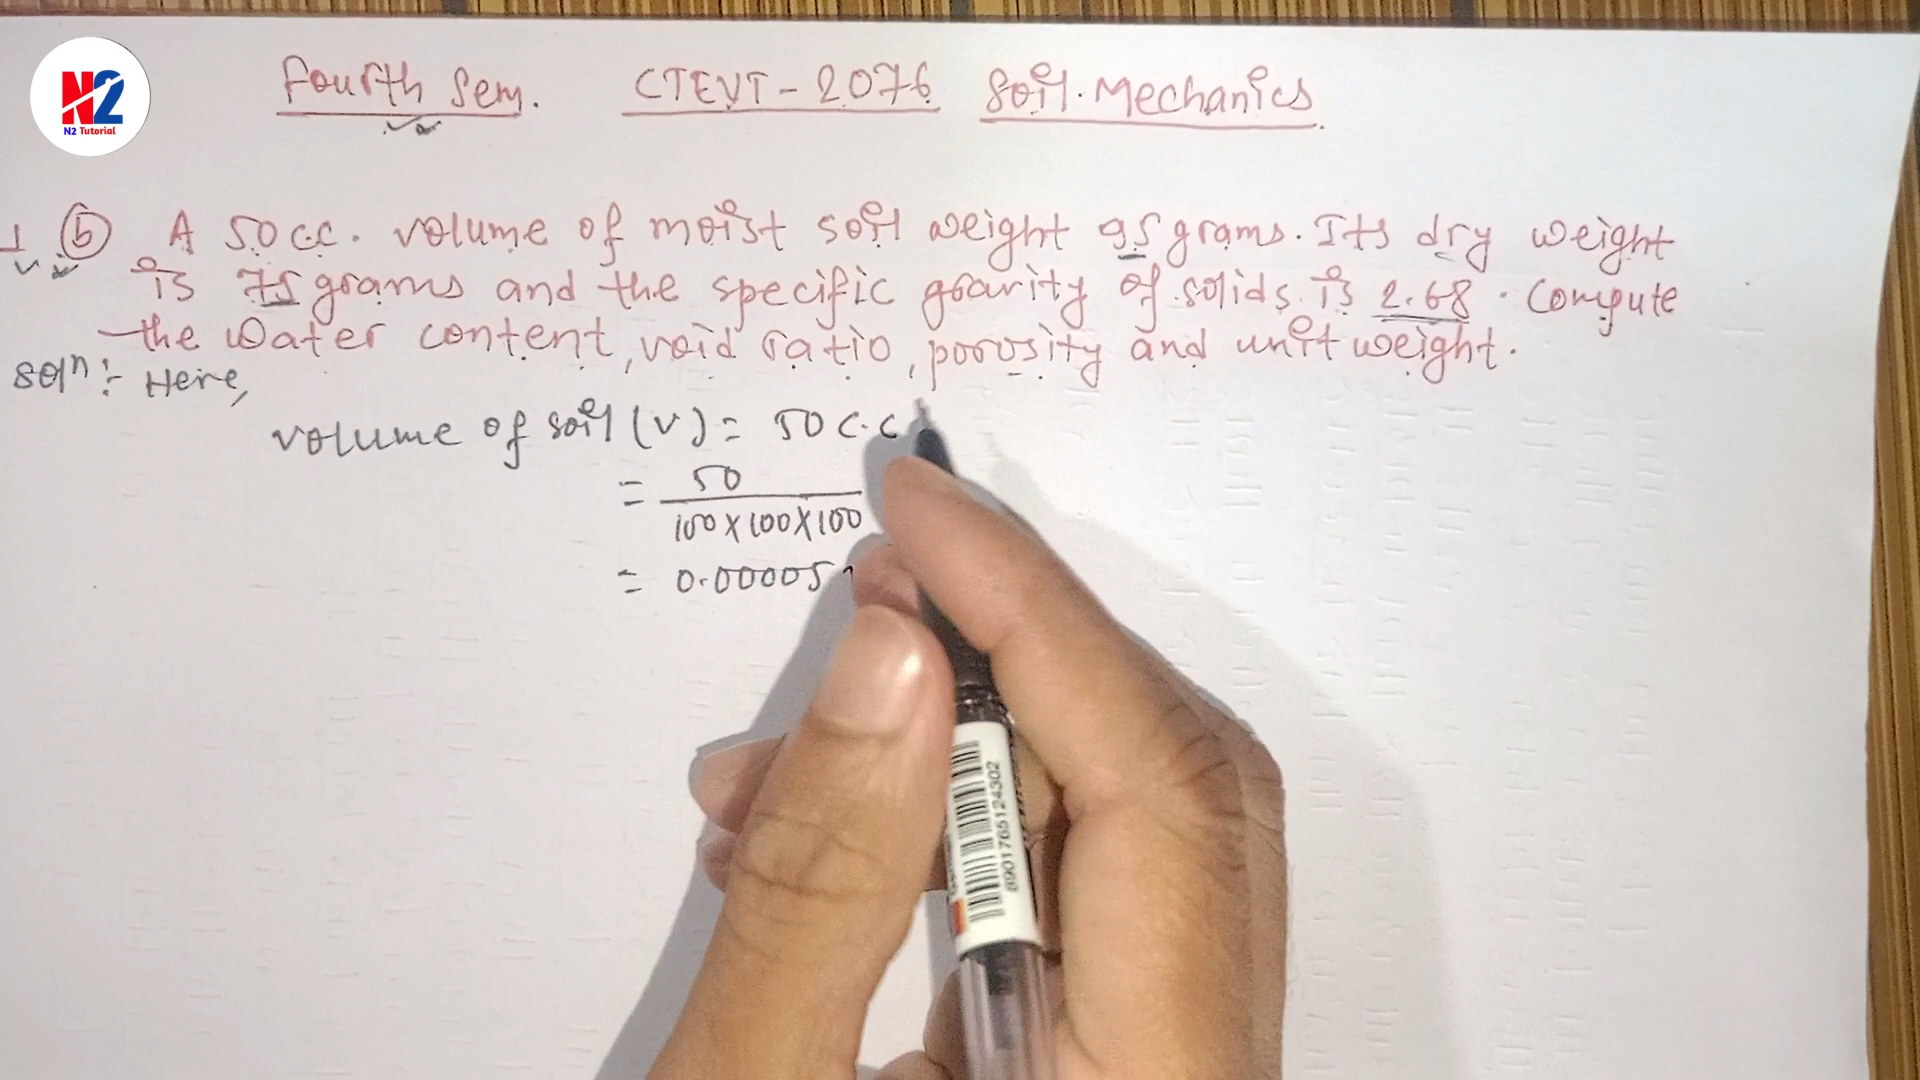 N2
N2 Tutorial
Fourth Sem. CTEVT - 2076 Soil. Mechanics
1 (b) A 50 c.c. volume of moist soil weight 95 grams. Its dry weight
is 75 grams and the specific gravity of solids is 2.68. Compute
the water content, void ratio, porosity and unit weight.
Solⁿ:- Here,
volume of soil (V) = 50 c.c
= 50
100 x 100 x 100
= 0.00005
8901765124302